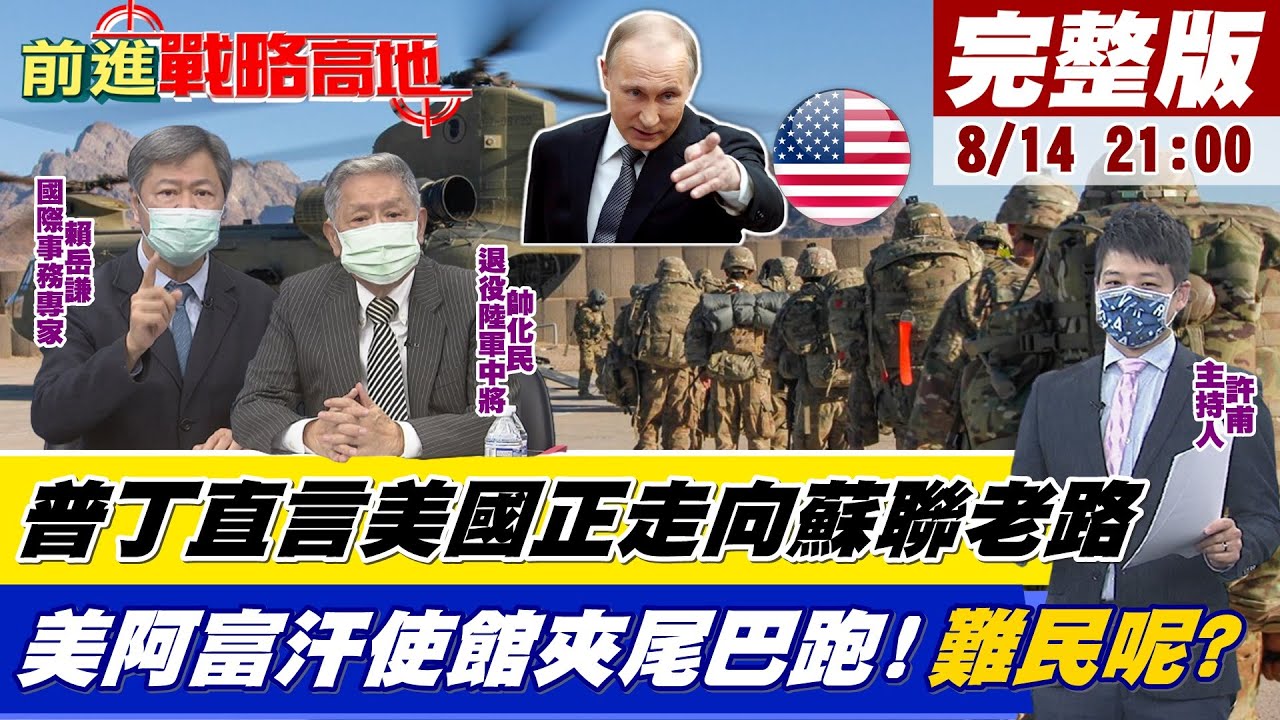 前進戰略高地
完整版
8/14 21:00
國際事務專家
賴岳謙
退役陸軍中將
帥化民
主持人
許甫
普丁直言美國正走向蘇聯老路
美阿富汗使館夾尾巴跑!難民呢?